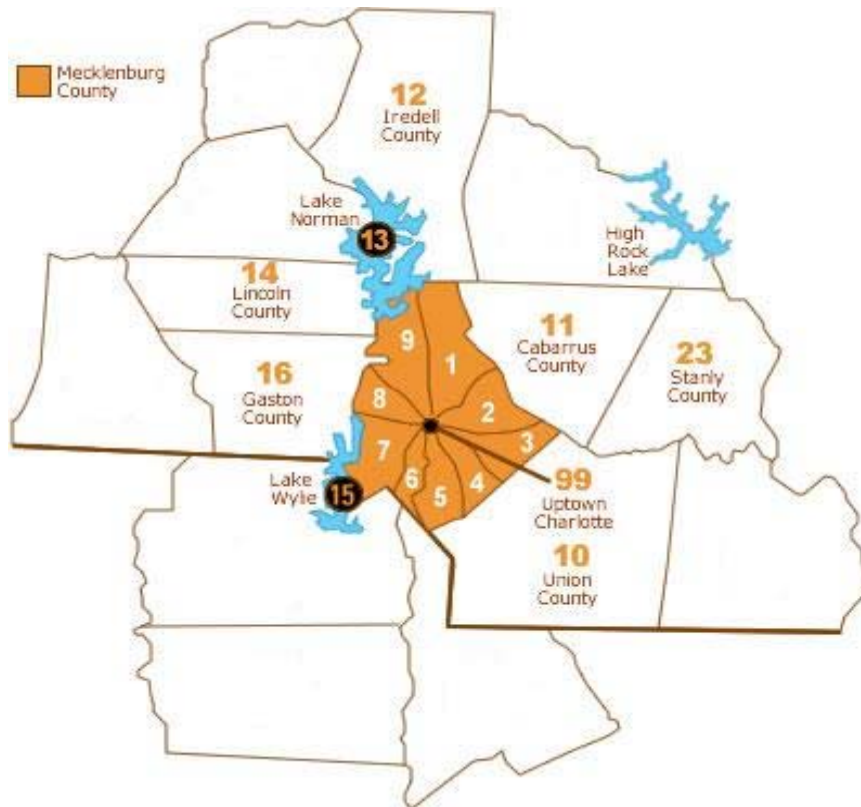 Mecklenburg
County
12
Iredell
County
Lake
Norman
13
High
Rock
Lake
14
Lincoln
County
9
1
11
Cabarrus
County
23
Stanly
County
16
Gaston
County
8
2
7
3
6
5
4
Lake
Wylie
15
99
Uptown
Charlotte
10
Union
County